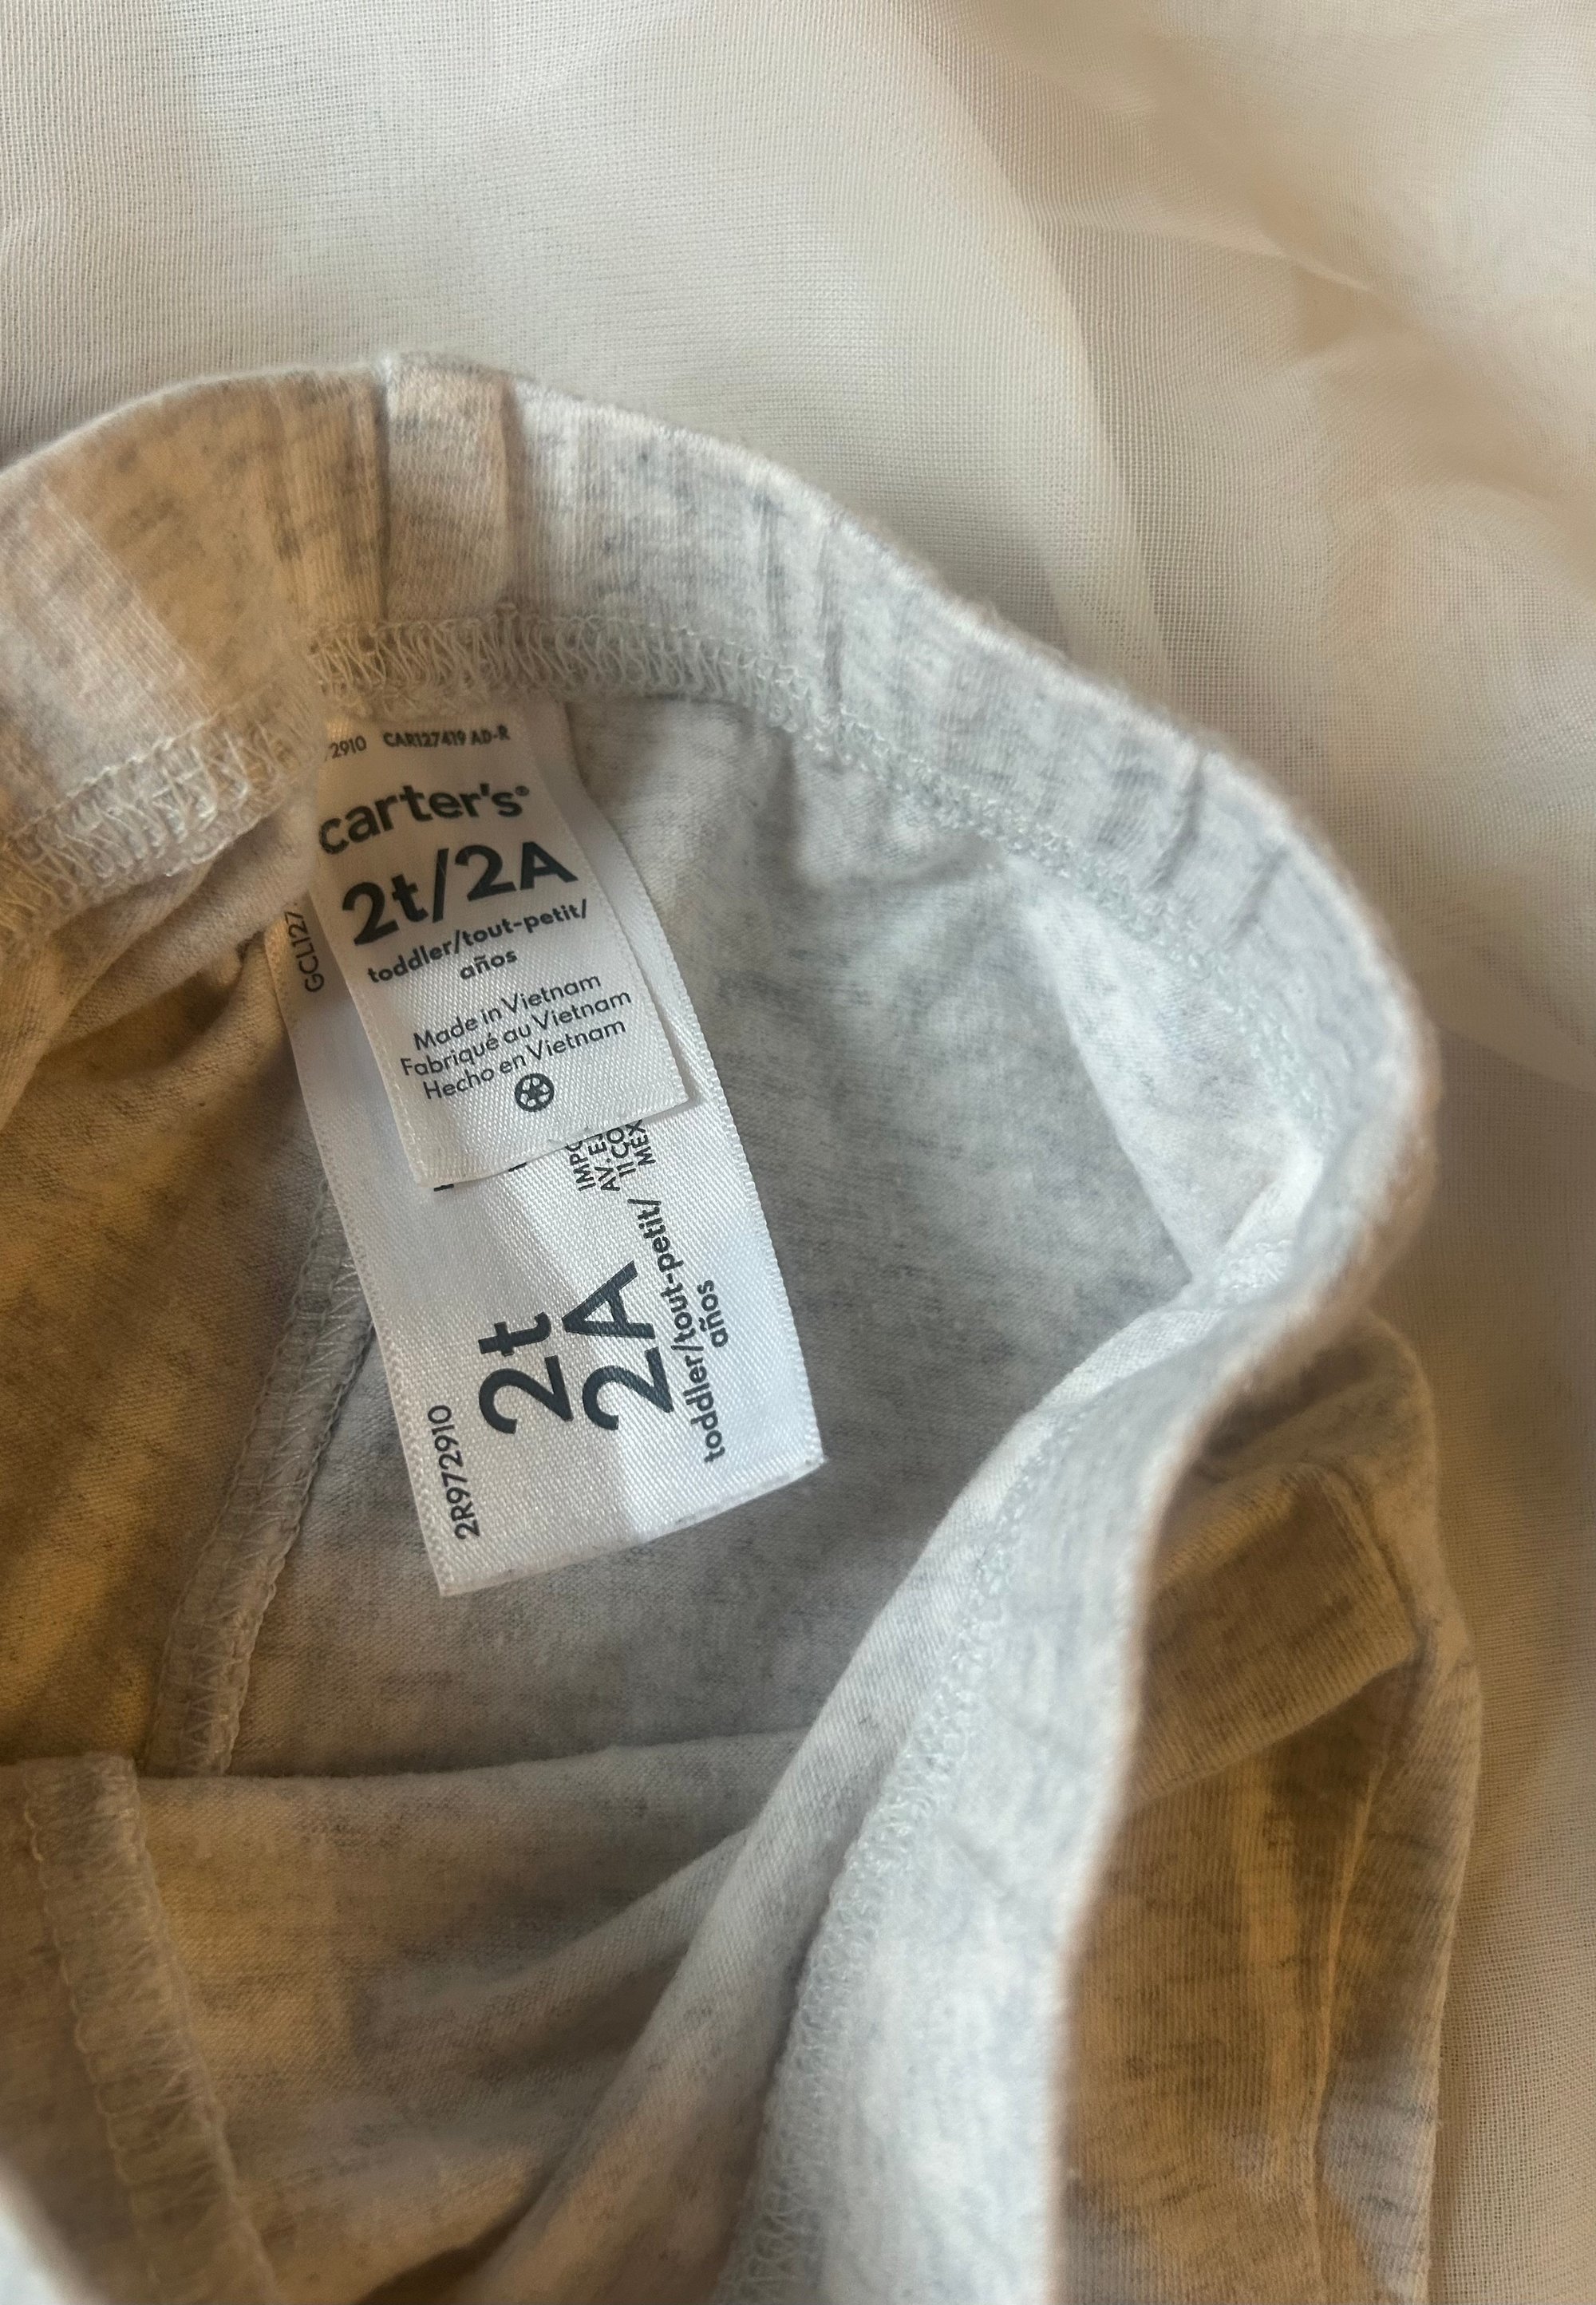 2910 CAR127419 AD-R
carter's®
2t/2A
toddler/tout-petit/
años
Made in Vietnam
Fabriqué au Vietnam
Hecho en Vietnam
GCL127
2R972910
2t
2A
toddler/tout-petit/
años
MEX